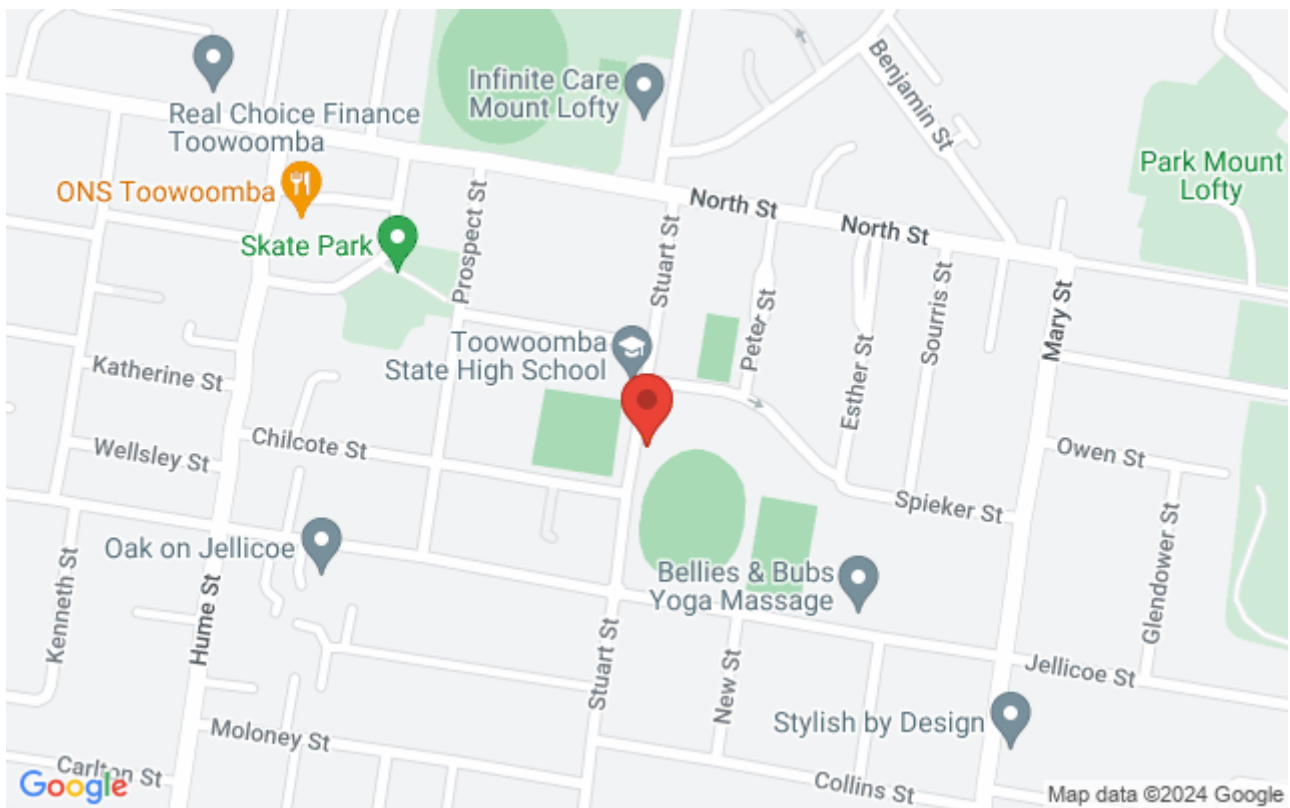 Infinite Care
Mount Lofty
Benjamin St
Real Choice Finance
Toowoomba
Park Mount
Lofty
ONS Toowoomba
North St
North St
Skate Park
Prospect St
Stuart St
Peter St
Esther St
Sourris St
Mary St
Toowoomba
State High School
Katherine St
Chilcote St
Wellsley St
Owen St
Spieker St
Glendower St
Oak on Jellicoe
Bellies & Bubs
Yoga Massage
Kenneth St
Hume St
Stuart St
New St
Jellicoe St
Stylish by Design
Moloney St
Carlton St
Collins St
Google
Map data ©2024 Google